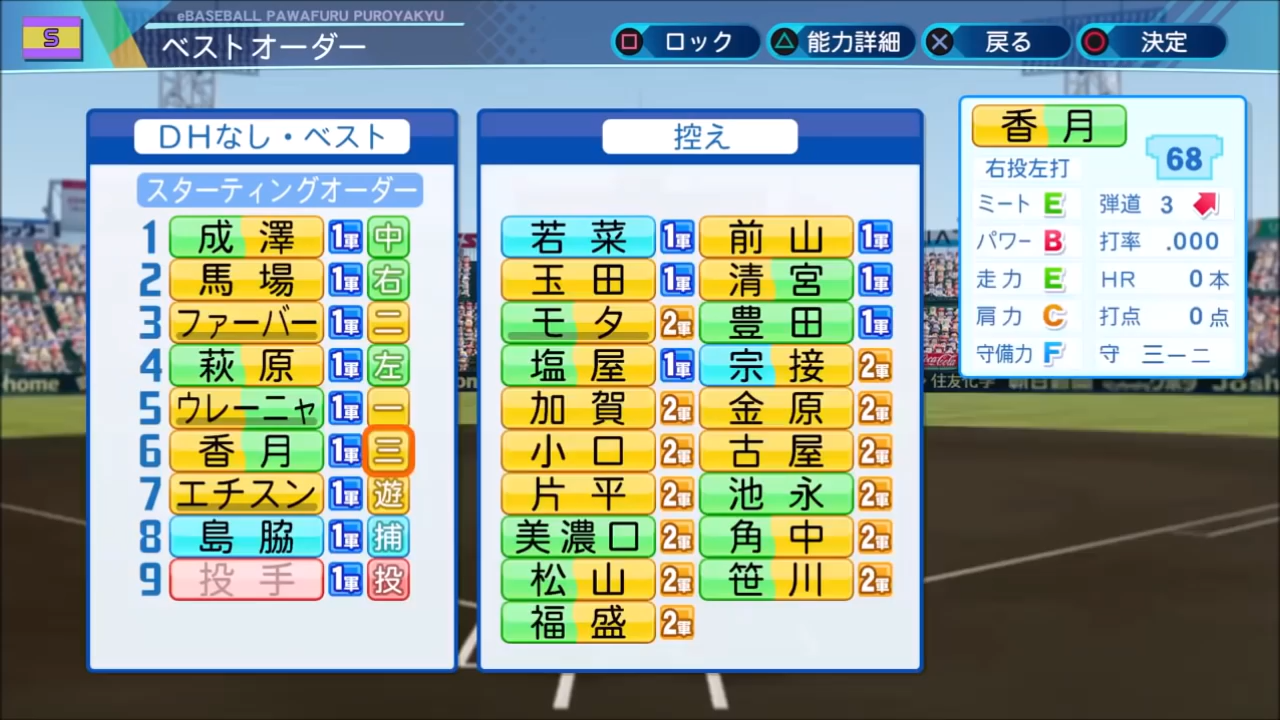 S
eBASEBALL PAWAFURU PUROYAKYU
ベストオーダー
□ ロック △ 能力詳細 × 戻る ○ 決定
DHなし・ベスト
スターティングオーダー
1 成澤 1軍 中
2 馬場 1軍 右
3 ファーバー 1軍 二
4 萩原 1軍 左
5 ウレーニャ 1軍 一
6 香月 1軍 三
7 エチスン 1軍 遊
8 島脇 1軍 捕
9 投手 1軍 投
控え
若菜 1軍 前山 1軍
玉田 1軍 清宮 1軍
モタ 2軍 豊田 1軍
塩屋 1軍 宗接 2軍
加賀 2軍 金原 2軍
小口 2軍 古屋 2軍
片平 2軍 池永 2軍
美濃口 2軍 角中 2軍
松山 2軍 笹川 2軍
福盛 2軍
香月
右投左打 68
ミート E 弾道 3
パワー B 打率 .000
走力 E HR 0本
肩力 C 打点 0点
守備力 F 守 三一二
home
住友化学
Josh